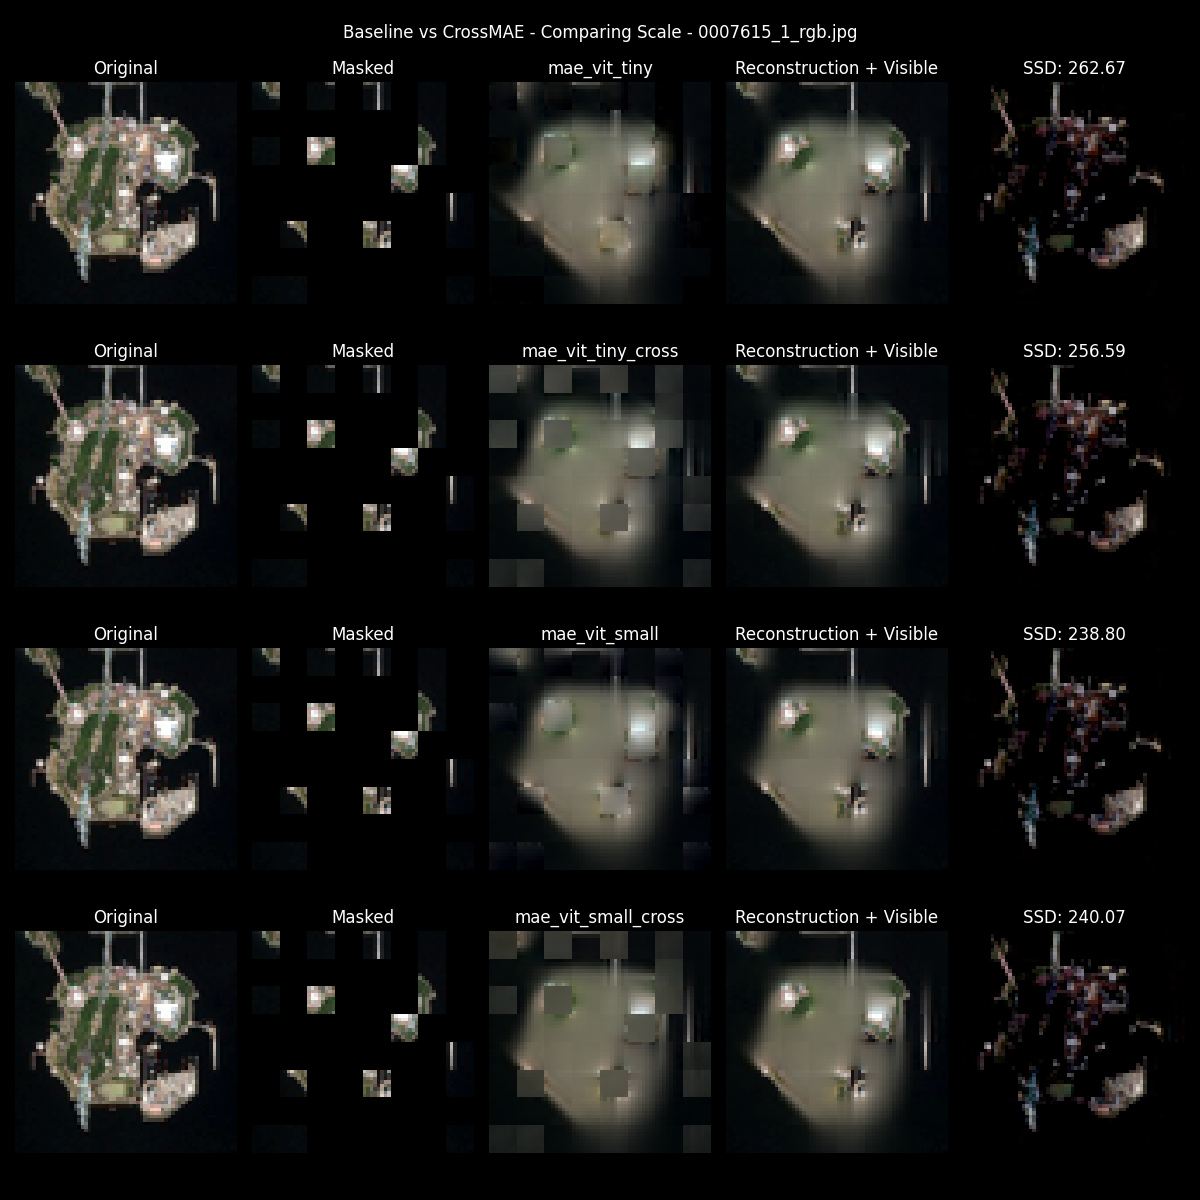 Baseline vs CrossMAE - Comparing Scale - 0007615_1_rgb.jpg
Original Masked mae_vit_tiny Reconstruction + Visible SSD: 262.67
Original Masked mae_vit_tiny_cross Reconstruction + Visible SSD: 256.59
Original Masked mae_vit_small Reconstruction + Visible SSD: 238.80
Original Masked mae_vit_small_cross Reconstruction + Visible SSD: 240.07